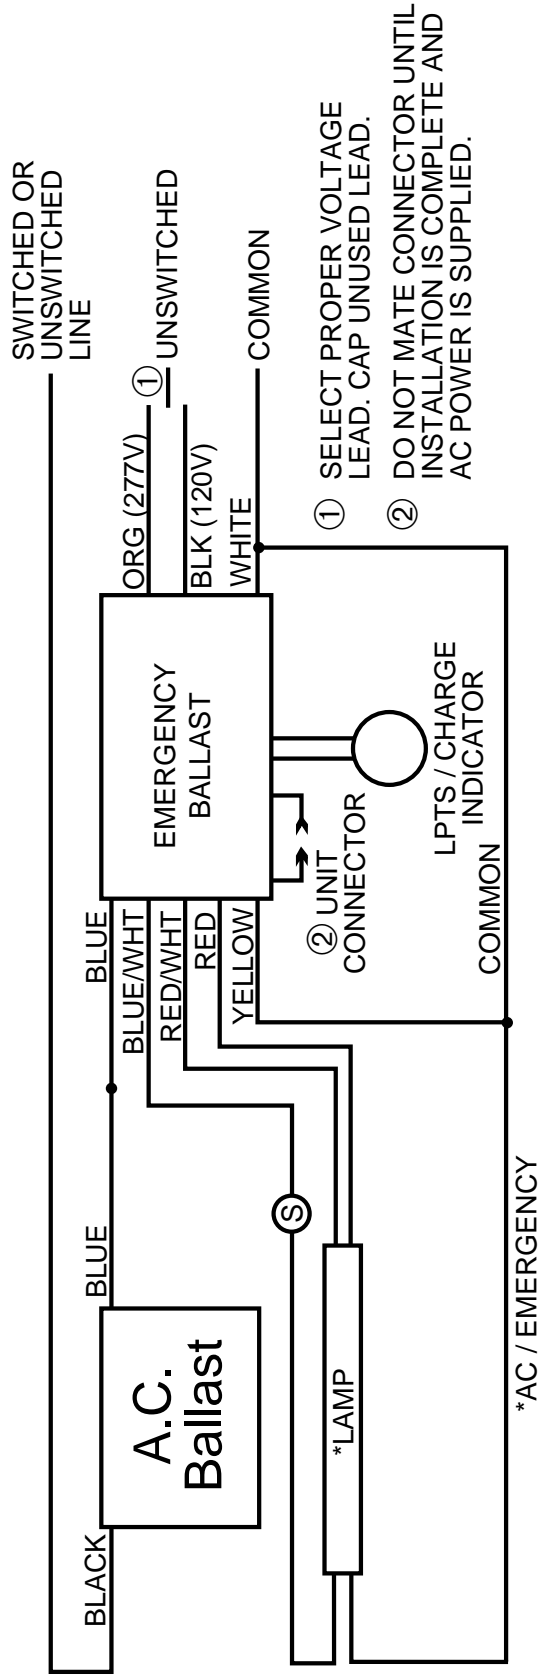 SWITCHED OR
UNSWITCHED
LINE
BLACK
A.C.
Ballast
BLUE
BLUE
BLUE/WHT
RED/WHT
RED
YELLOW
EMERGENCY
BALLAST
ORG (277V)
①
UNSWITCHED
BLK (120V)
WHITE
COMMON
S
*LAMP
② UNIT
CONNECTOR
LPTS / CHARGE
INDICATOR
COMMON
*AC / EMERGENCY
① SELECT PROPER VOLTAGE
LEAD. CAP UNUSED LEAD.
② DO NOT MATE CONNECTOR UNTIL
INSTALLATION IS COMPLETE AND
AC POWER IS SUPPLIED.